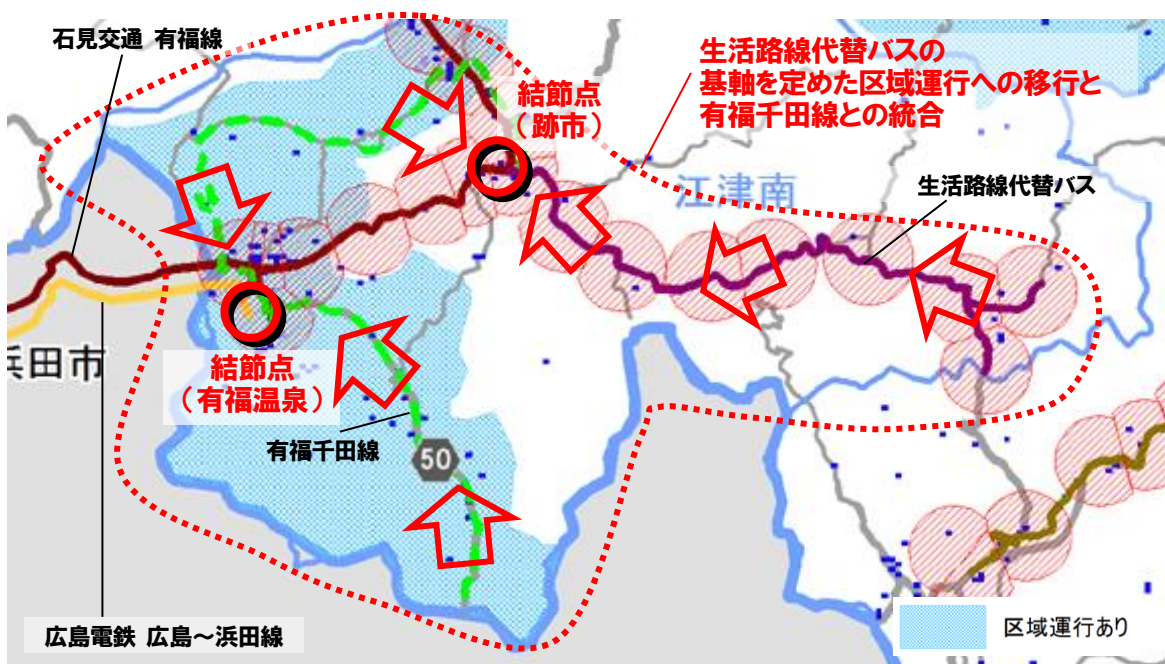 石見交通 有福線
生活路線代替バスの
基軸を定めた区域運行への移行と
有福千田線との統合
結節点
（跡市）
江津南
生活路線代替バス
浜田市
結節点
（有福温泉）
有福千田線
50
広島電鉄 広島～浜田線
区域運行あり